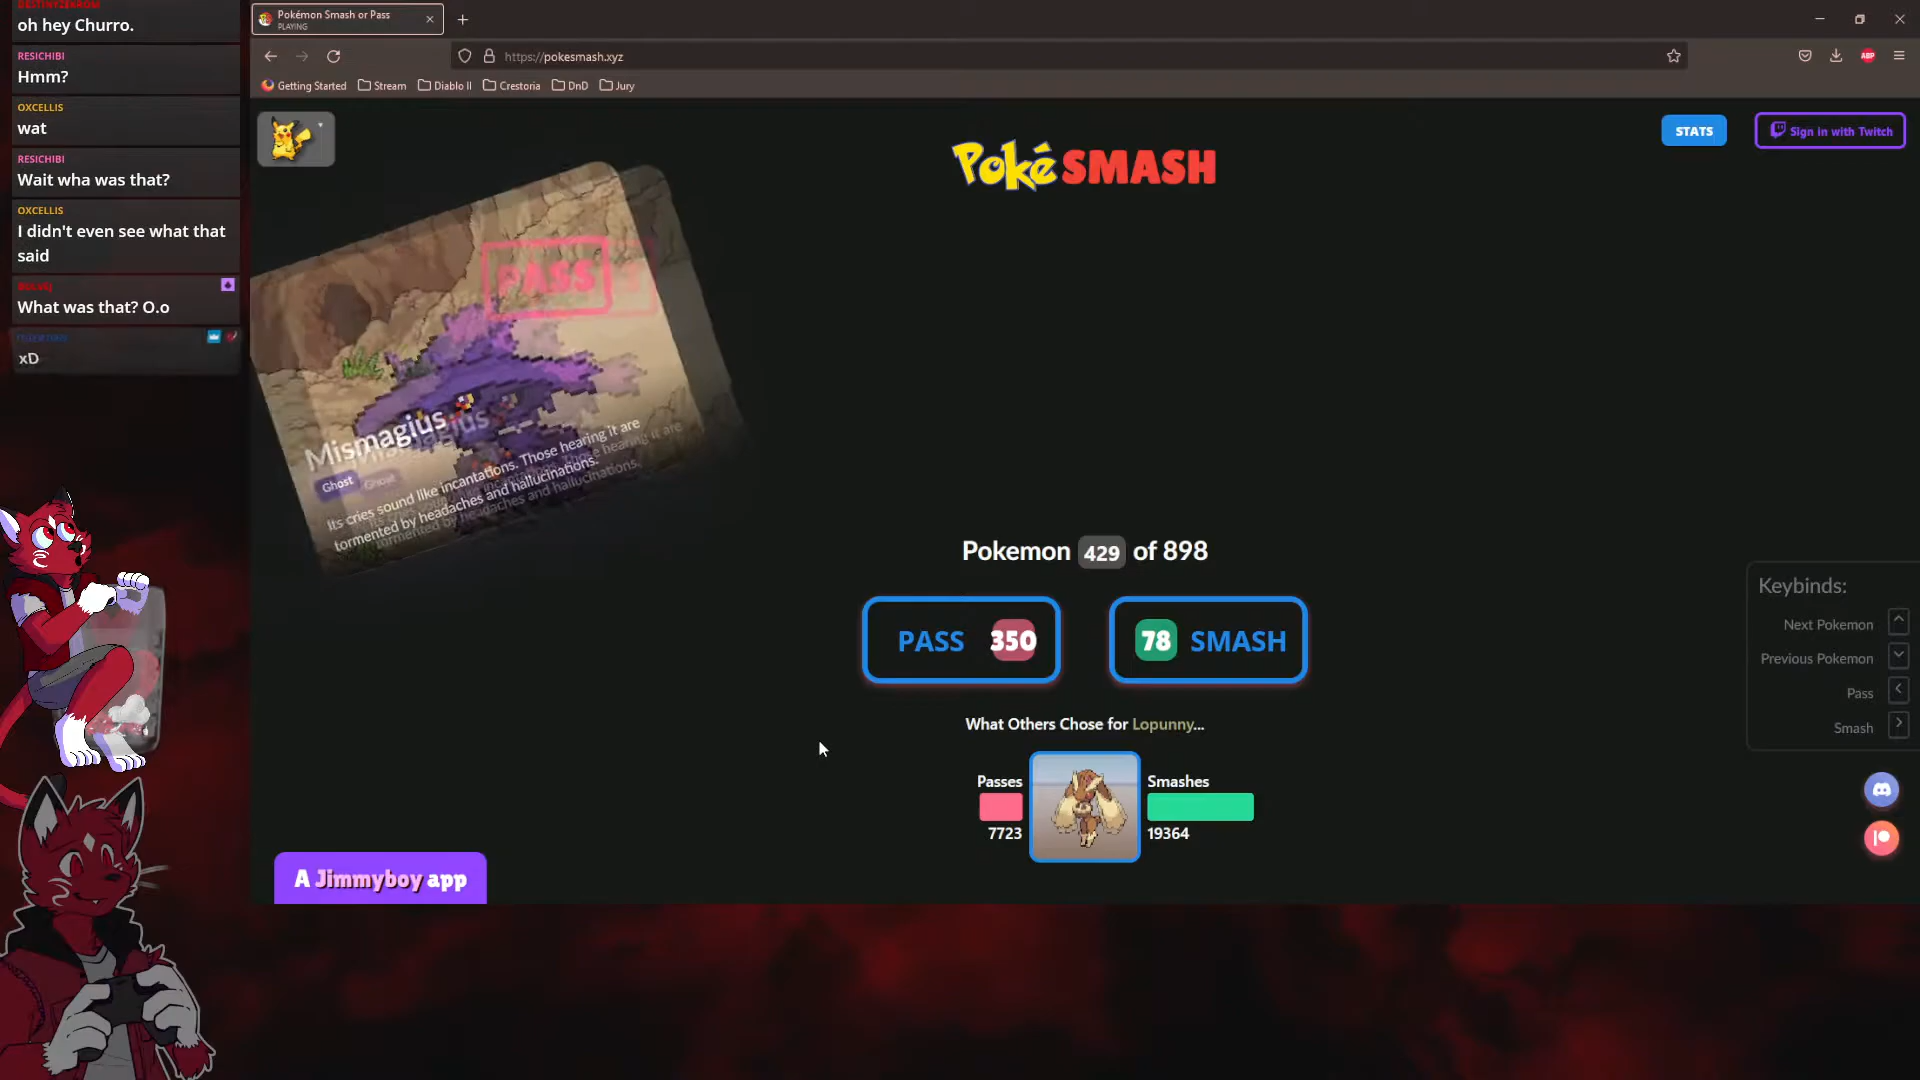 DESTINYZEKROM
oh hey Churro.
RESICHIBI
Hmm?
OXCELLIS
wat
RESICHIBI
Wait wha was that?
OXCELLIS
I didn't even see what that
said
What was that? O.o
xD
Pokémon Smash or Pass
PLAYING
https://pokesmash.xyz
ABP
Getting Started
Stream
Diablo II
Crestoria
DnD
Jury
Poké SMASH
STATS
Sign in with Twitch
PASS
Mismagius
Ghost
Its cries sound like incantations. Those hearing it are
tormented by headaches and hallucinations.
Pokemon 429 of 898
PASS 350
78 SMASH
What Others Chose for Lopunny...
Passes
7723
Smashes
19364
Keybinds:
Next Pokemon
Previous Pokemon
Pass
Smash
A Jimmyboy app